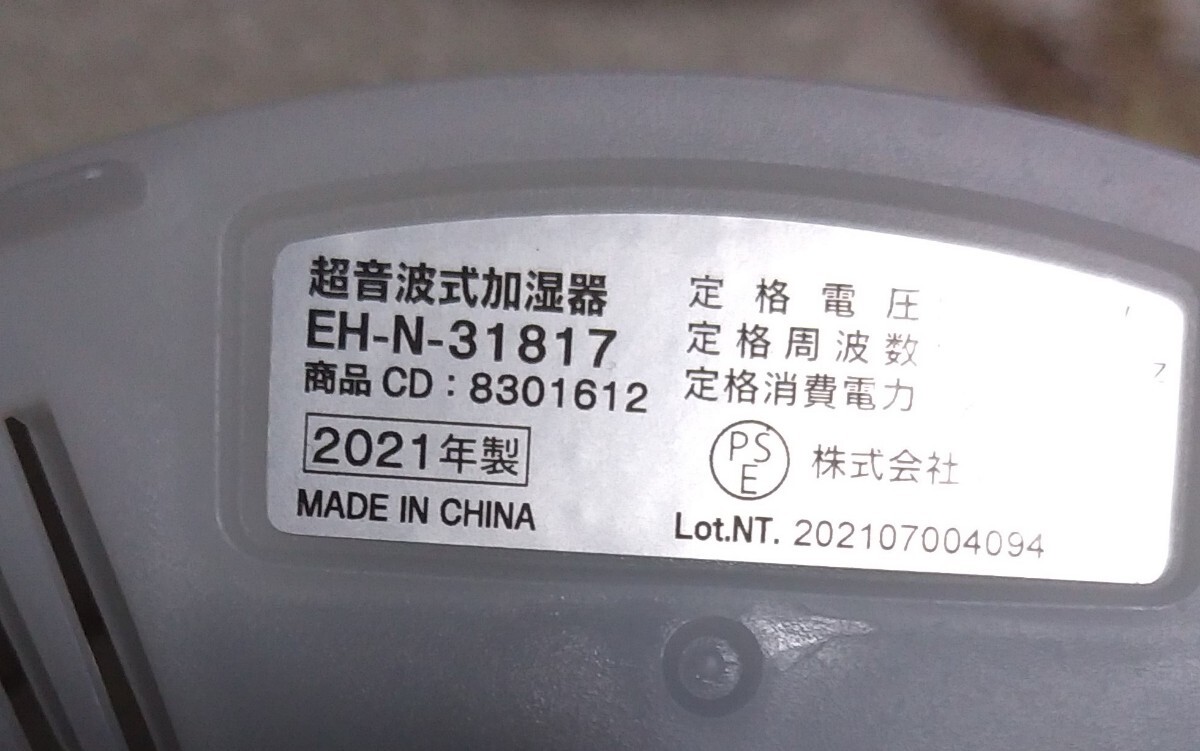 超音波式加湿器
EH-N-31817
商品CD：8301612
2021年製
MADE IN CHINA
定格電圧
定格周波数
定格消費電力
PSE 株式会社
Lot.NT. 202107004094